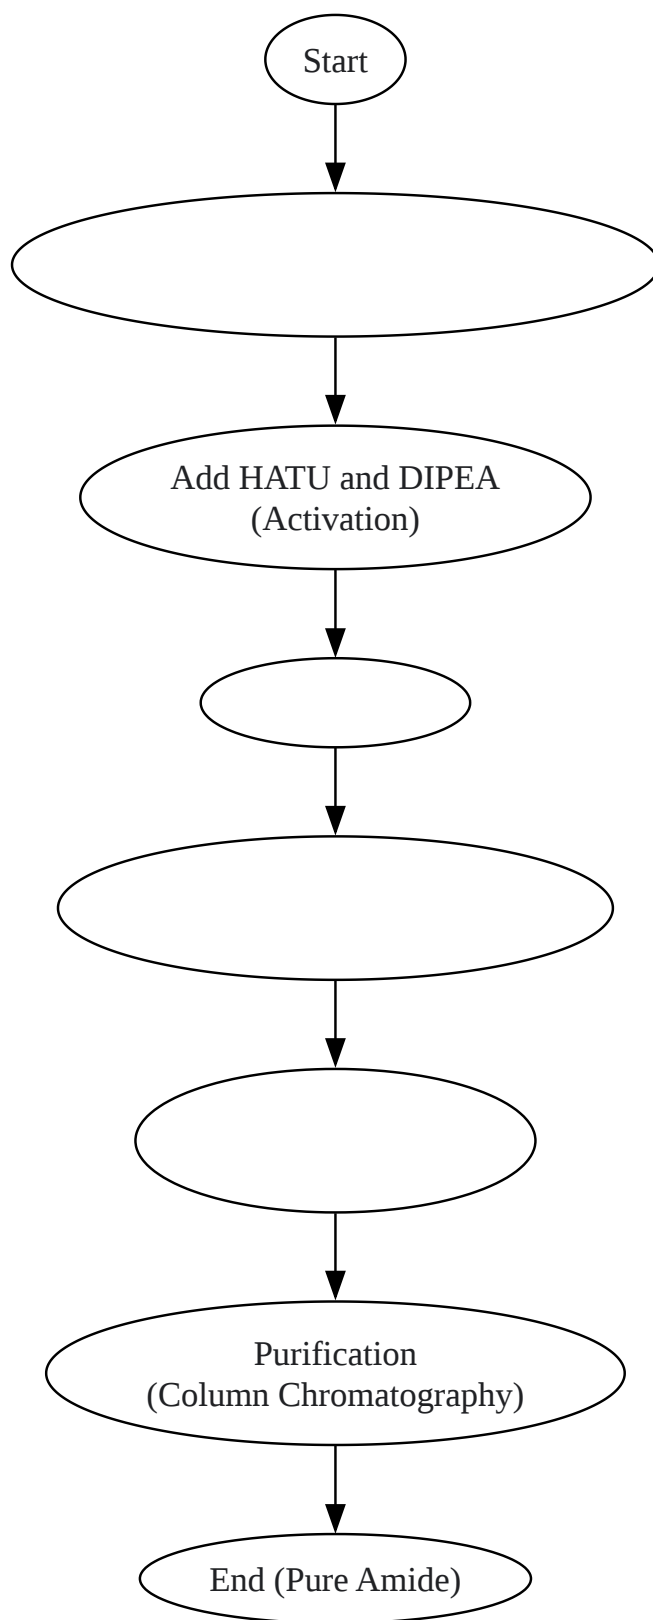 Start
Add HATU and DIPEA
(Activation)
Purification
(Column Chromatography)
End (Pure Amide)